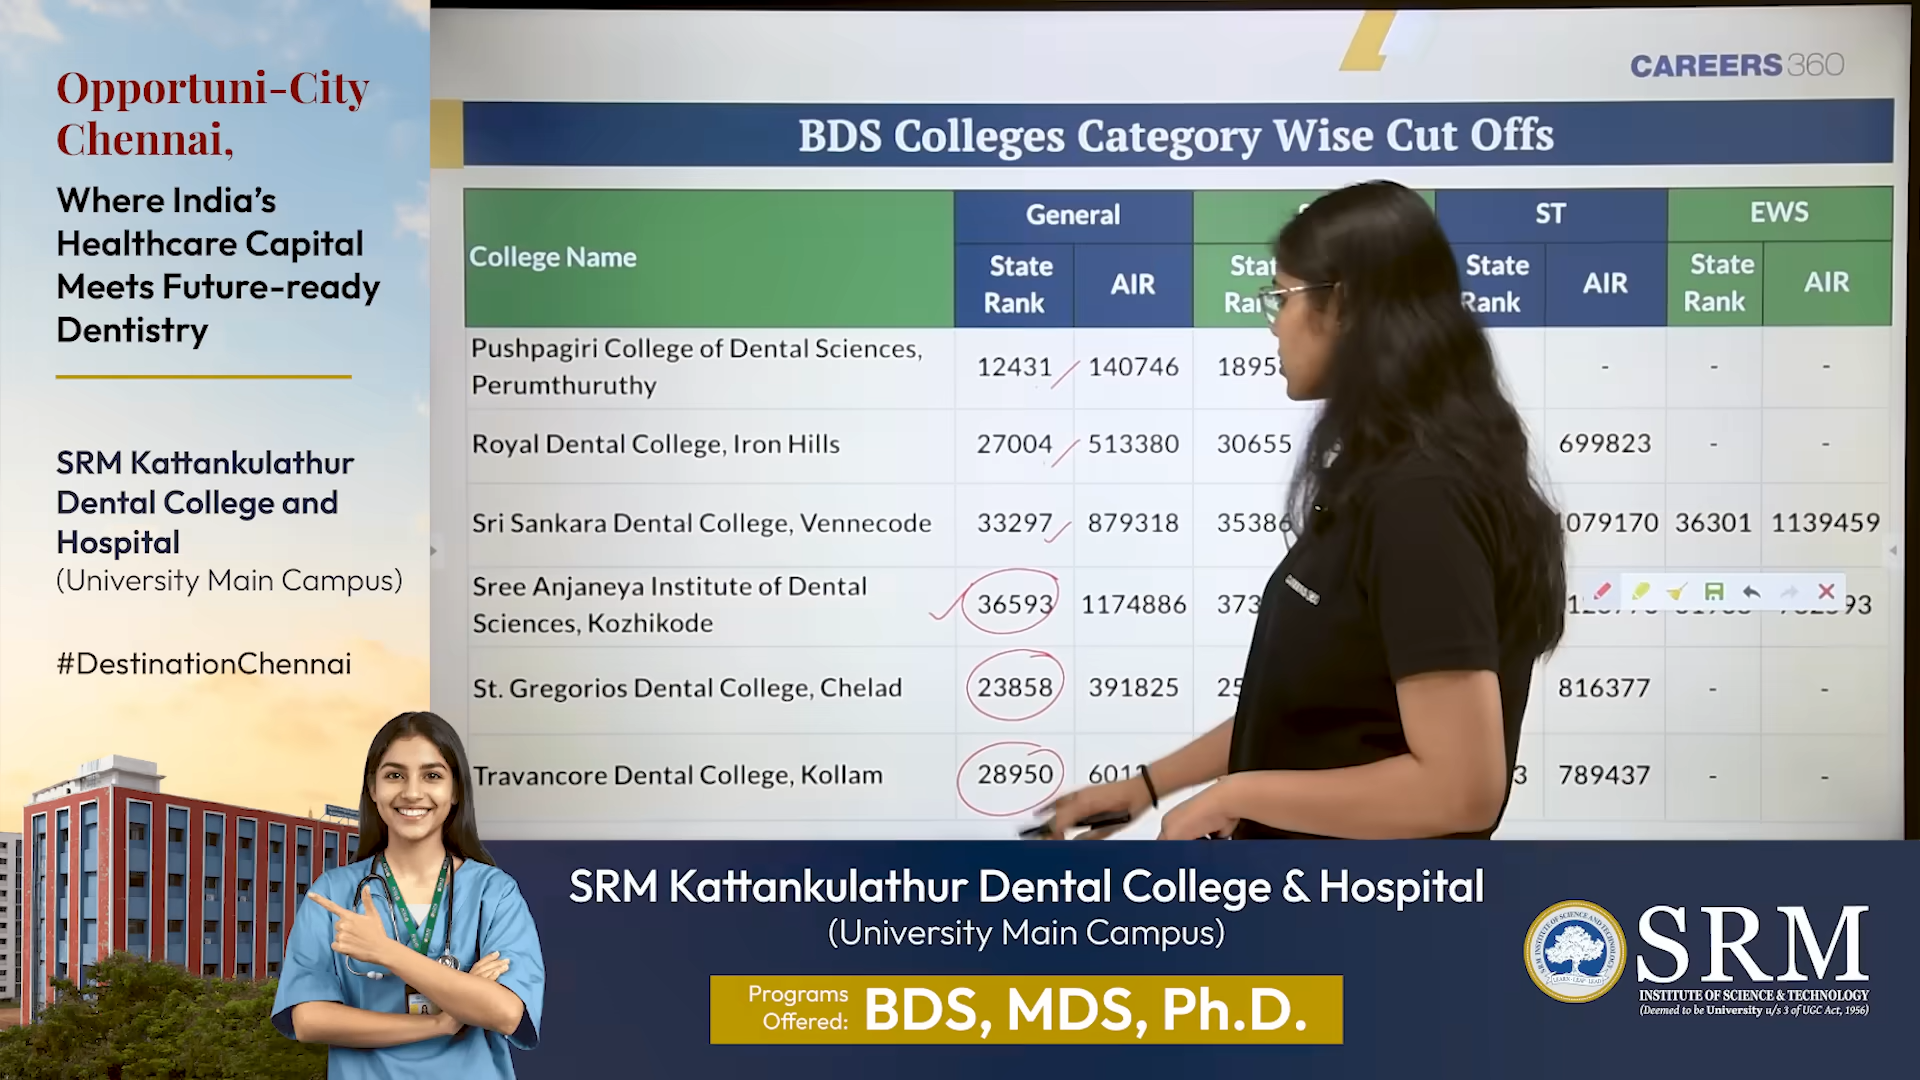 Opportuni-City
Chennai,
Where India's
Healthcare Capital
Meets Future-ready
Dentistry
SRM Kattankulathur
Dental College and
Hospital
(University Main Campus)
#DestinationChennai
CAREERS360
BDS Colleges Category Wise Cut Offs
General ST EWS
College Name State Rank AIR State Rank AIR State Rank AIR
Pushpagiri College of Dental Sciences,
Perumthuruthy
12431 140746 - - -
Royal Dental College, Iron Hills 27004 513380 30655 699823 - -
Sri Sankara Dental College, Vennecode 33297 879318 35386 1079170 36301 1139459
Sree Anjaneya Institute of Dental
Sciences, Kozhikode
36593 1174886
St. Gregorios Dental College, Chelad 23858 391825 816377 - -
Travancore Dental College, Kollam 28950 789437 - -
SRM Kattankulathur Dental College & Hospital
(University Main Campus)
Programs
Offered:
BDS, MDS, Ph.D.
SRM
INSTITUTE OF SCIENCE & TECHNOLOGY
(Deemed to be University u/s 3 of UGC Act, 1956)